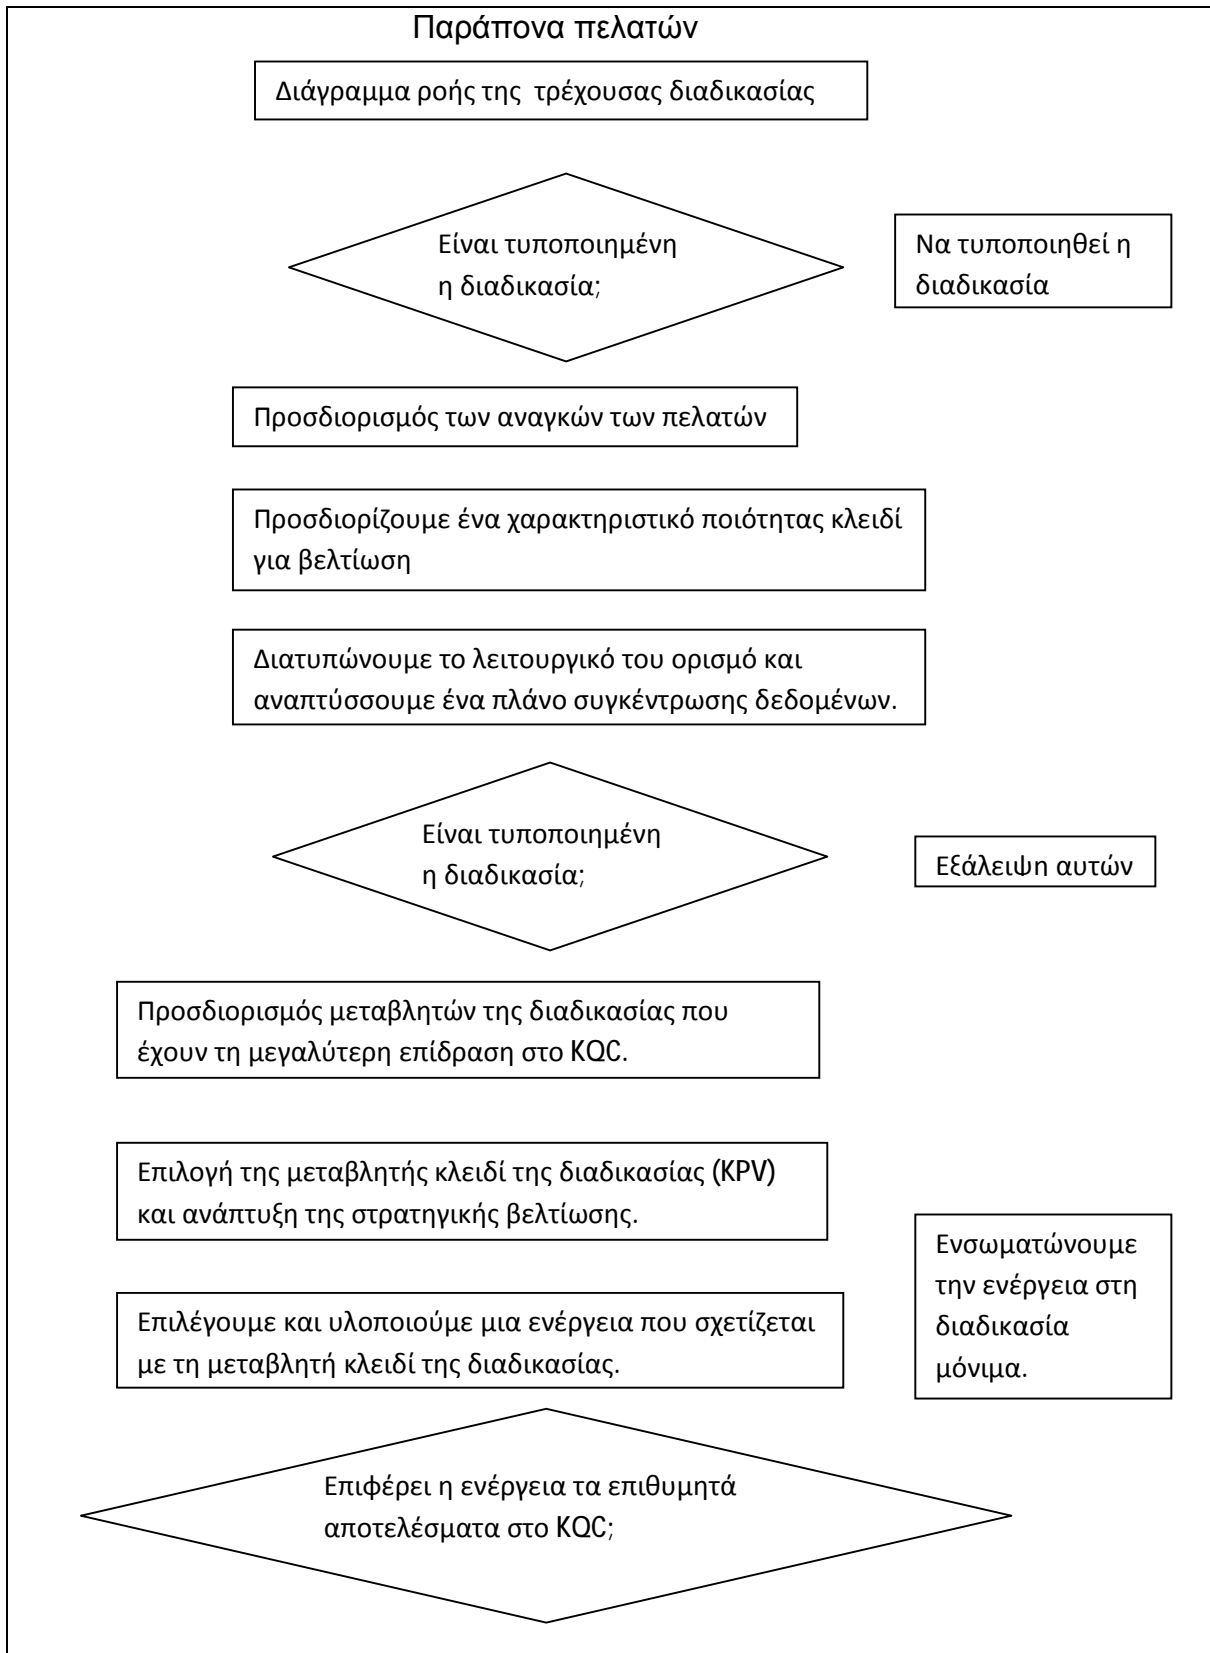 Παράπονα πελατών
Διάγραμμα ροής της τρέχουσας διαδικασίας
Είναι τυποποιημένη
η διαδικασία;
Να τυποποιηθεί η
διαδικασία
Προσδιορισμός των αναγκών των πελατών
Προσδιορίζουμε ένα χαρακτηριστικό ποιότητας κλειδί
για βελτίωση
Διατυπώνουμε το λειτουργικό του ορισμό και
αναπτύσσουμε ένα πλάνο συγκέντρωσης δεδομένων.
Είναι τυποποιημένη
η διαδικασία;
Εξάλειψη αυτών
Προσδιορισμός μεταβλητών της διαδικασίας που
έχουν τη μεγαλύτερη επίδραση στο KQC.
Επιλογή της μεταβλητής κλειδί της διαδικασίας (KPV)
και ανάπτυξη της στρατηγικής βελτίωσης.
Επιλέγουμε και υλοποιούμε μια ενέργεια που σχετίζεται
με τη μεταβλητή κλειδί της διαδικασίας.
Ενσωματώνουμε
την ενέργεια στη
διαδικασία
μόνιμα.
Επιφέρει η ενέργεια τα επιθυμητά
αποτελέσματα στο KQC;